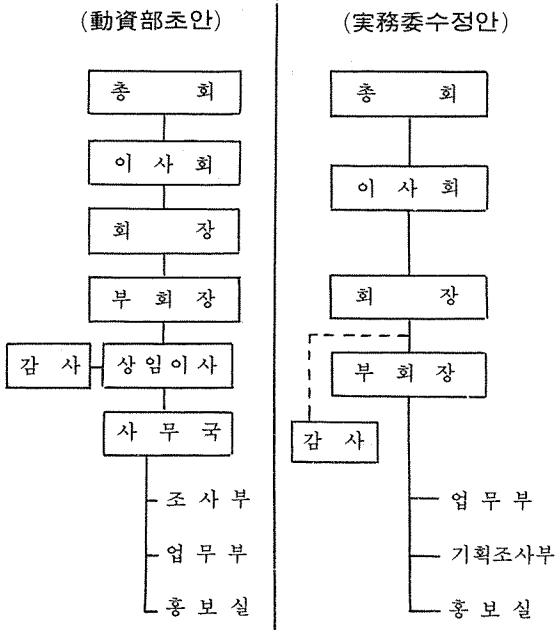 (動資部초안)
총 회
이 사 회
회 장
부 회 장
감 사
상임이사
사 무 국
조 사 부
업 무 부
홍 보 실
(実務委수정안)
총 회
이 사 회
회 장
부 회 장
감 사
업 무 부
기획조사부
홍 보 실